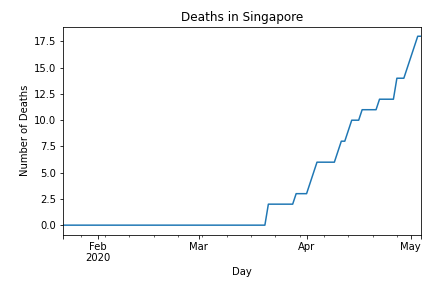 Deaths in Singapore
Number of Deaths
17.5
15.0
12.5
10.0
7.5
5.0
2.5
0.0
Feb
2020
Mar
Apr
May
Day